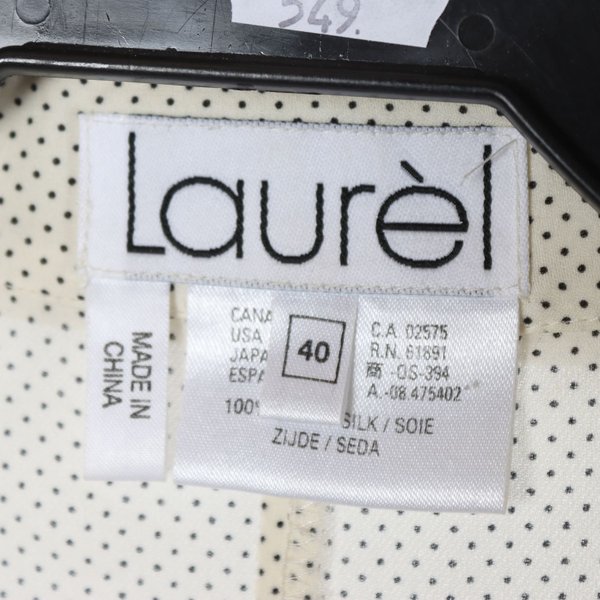 549.
Laurèl
MADE IN
CHINA
CANA
USA
JAPA
ESPA
40
C.A. 02575
R.N. 61891
商 -OS-394
A.-08.475402
100% SILK / SOIE
ZIJDE / SEDA